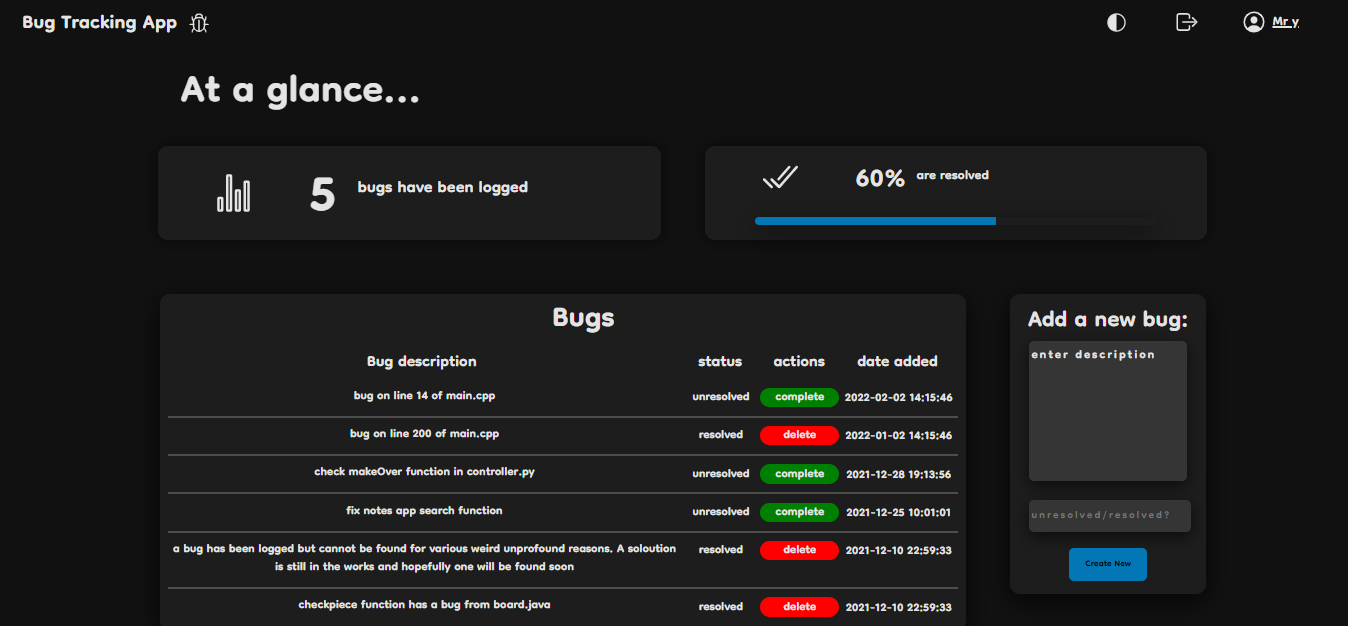 Bug Tracking App
Mr y
At a glance...
5 bugs have been logged
60% are resolved
Bugs
Bug description status actions date added
bug on line 14 of main.cpp unresolved complete 2022-02-02 14:15:46
bug on line 200 of main.cpp resolved delete 2022-01-02 14:15:46
check makeOver function in controller.py unresolved complete 2021-12-28 19:13:56
fix notes app search function unresolved complete 2021-12-25 10:01:01
a bug has been logged but cannot be found for various weird unprofound reasons. A soloution resolved delete 2021-12-10 22:59:33
is still in the works and hopefully one will be found soon
checkpiece function has a bug from board.java resolved delete 2021-12-10 22:59:33
Add a new bug:
enter description
unresolved/resolved?
Create New